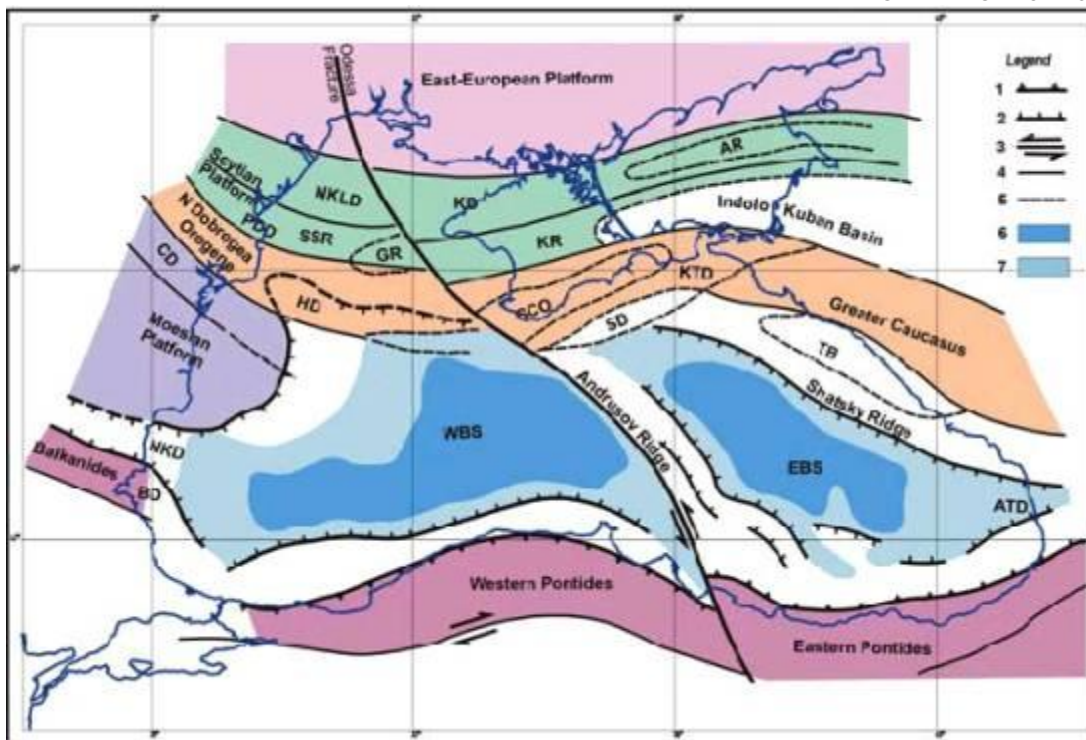 Odessa
Fracture
East-European Platform
Legend
1
2
3
4
5
6
7
Scytian
Platform
NKLD
KD
AR
Indolo - Kuban Basin
PDD
SSR
GR
KR
N Dobrogea
Orogene
CD
HD
SCO
KTD
SD
Greater Caucasus
Moesian
Platform
TB
Shatsky Ridge
Andrusov Ridge
WBS
EBS
NKD
Balkanides
BD
ATD
Western Pontides
Eastern Pontides